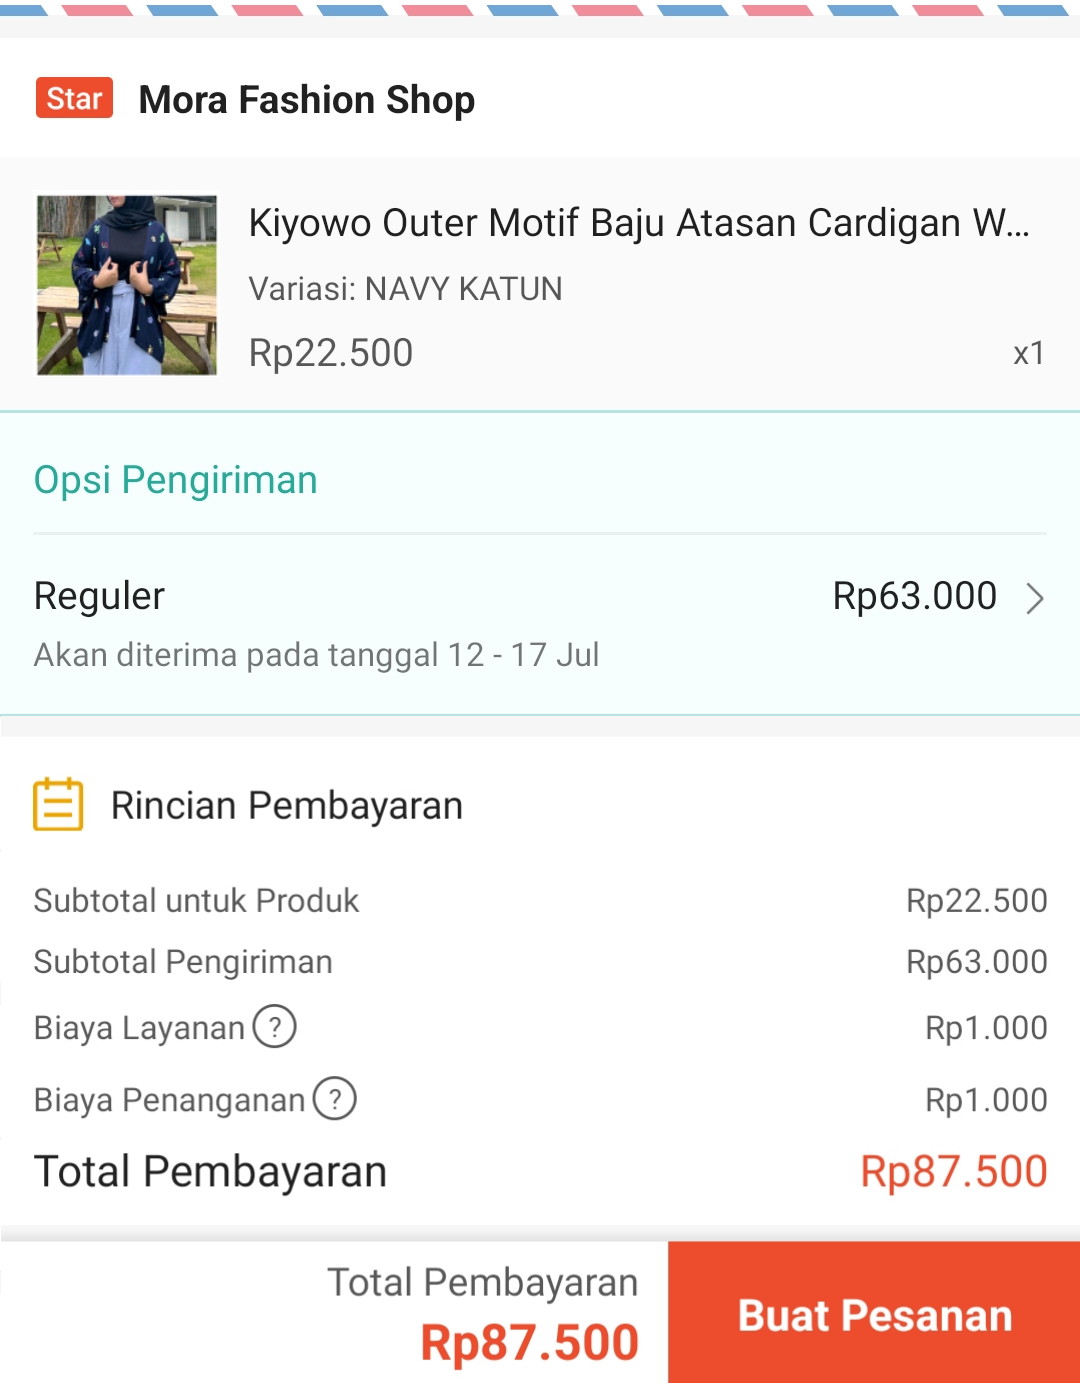 Star Mora Fashion Shop
Kiyowo Outer Motif Baju Atasan Cardigan W...
Variasi: NAVY KATUN
Rp22.500 x1
Opsi Pengiriman
Reguler Rp63.000
Akan diterima pada tanggal 12 - 17 Jul
Rincian Pembayaran
Subtotal untuk Produk Rp22.500
Subtotal Pengiriman Rp63.000
Biaya Layanan ? Rp1.000
Biaya Penanganan ? Rp1.000
Total Pembayaran Rp87.500
Total Pembayaran
Rp87.500
Buat Pesanan